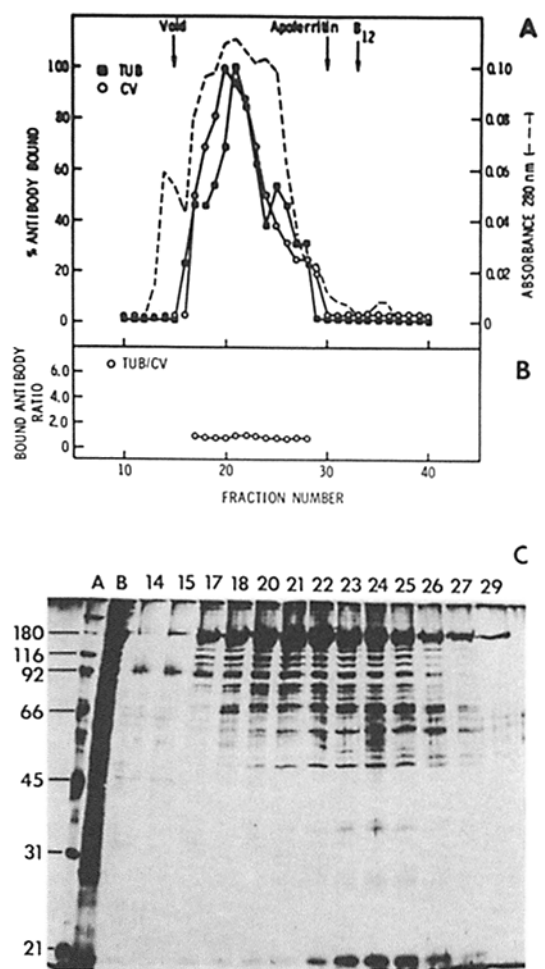 Void Apoferritin B12 A
100 TUB 0.10
CV
80 0.08
60 0.06
40 0.04
20 0.02
0 0
% ANTIBODY BOUND
ABSORBANCE 280 nm (---)
6.0 TUB/CV B
4.0
2.0
0
BOUND ANTIBODY RATIO
10 20 30 40
FRACTION NUMBER
C
A B 14 15 17 18 20 21 22 23 24 25 26 27 29
180
116
92
66
45
31
21